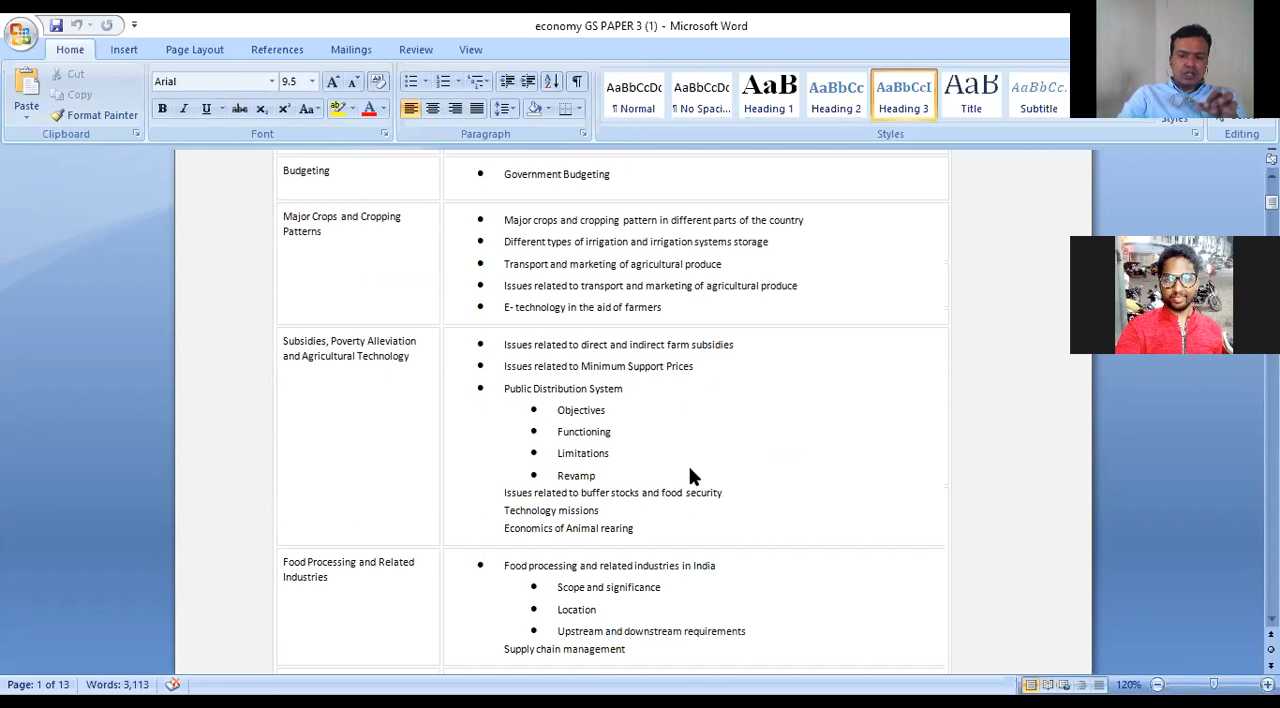 economy GS PAPER 3 (1) - Microsoft Word
Home Insert Page Layout References Mailings Review View
Paste
Cut
Copy
Format Painter
Clipboard
Arial 9.5
B I U abe X₂ X² Aa
Font
Paragraph
AaBbCcDc AaBbCcDc AaB AaBbCc AaBbCcI AaB AaBbCc.
¶ Normal ¶ No Spaci... Heading 1 Heading 2 Heading 3 Title Subtitle
Styles
Styles
Editing
Budgeting
Government Budgeting
Major Crops and Cropping
Patterns
Major crops and cropping pattern in different parts of the country
Different types of irrigation and irrigation systems storage
Transport and marketing of agricultural produce
Issues related to transport and marketing of agricultural produce
E- technology in the aid of farmers
Subsidies, Poverty Alleviation
and Agricultural Technology
Issues related to direct and indirect farm subsidies
Issues related to Minimum Support Prices
Public Distribution System
Objectives
Functioning
Limitations
Revamp
Issues related to buffer stocks and food security
Technology missions
Economics of Animal rearing
Food Processing and Related
Industries
Food processing and related industries in India
Scope and significance
Location
Upstream and downstream requirements
Supply chain management
Page: 1 of 13 Words: 3,113 120%